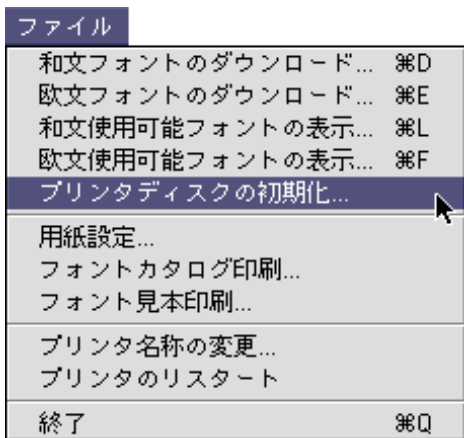 ファイル
和文フォントのダウンロード... ⌘D
欧文フォントのダウンロード... ⌘E
和文使用可能フォントの表示... ⌘L
欧文使用可能フォントの表示... ⌘F
プリンタディスクの初期化...
用紙設定...
フォントカタログ印刷...
フォント見本印刷...
プリンタ名称の変更...
プリンタのリスタート
終了 ⌘Q